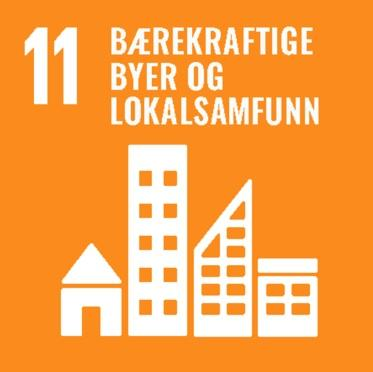 11 BÆREKRAFTIGE
BYER OG
LOKALSAMFUNN